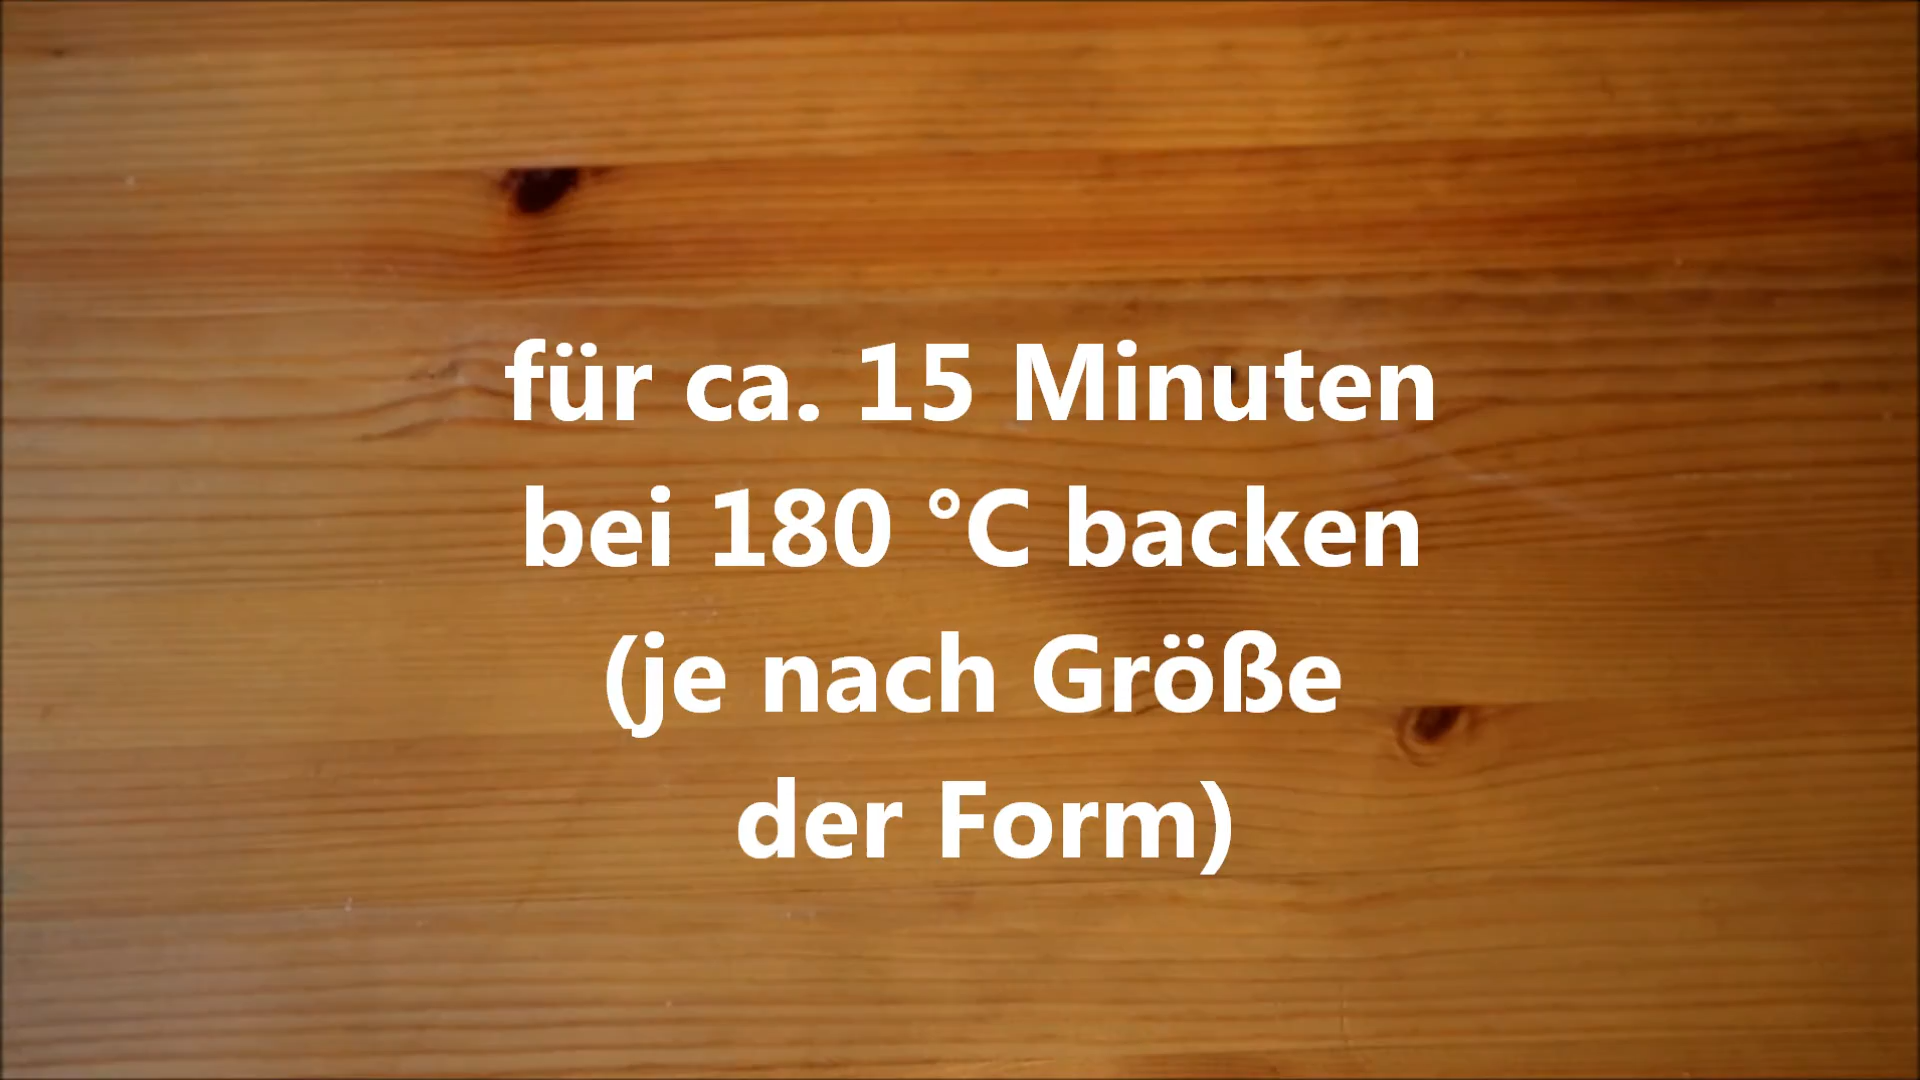 für ca. 15 Minuten
bei 180 °C backen
(je nach Größe
der Form)